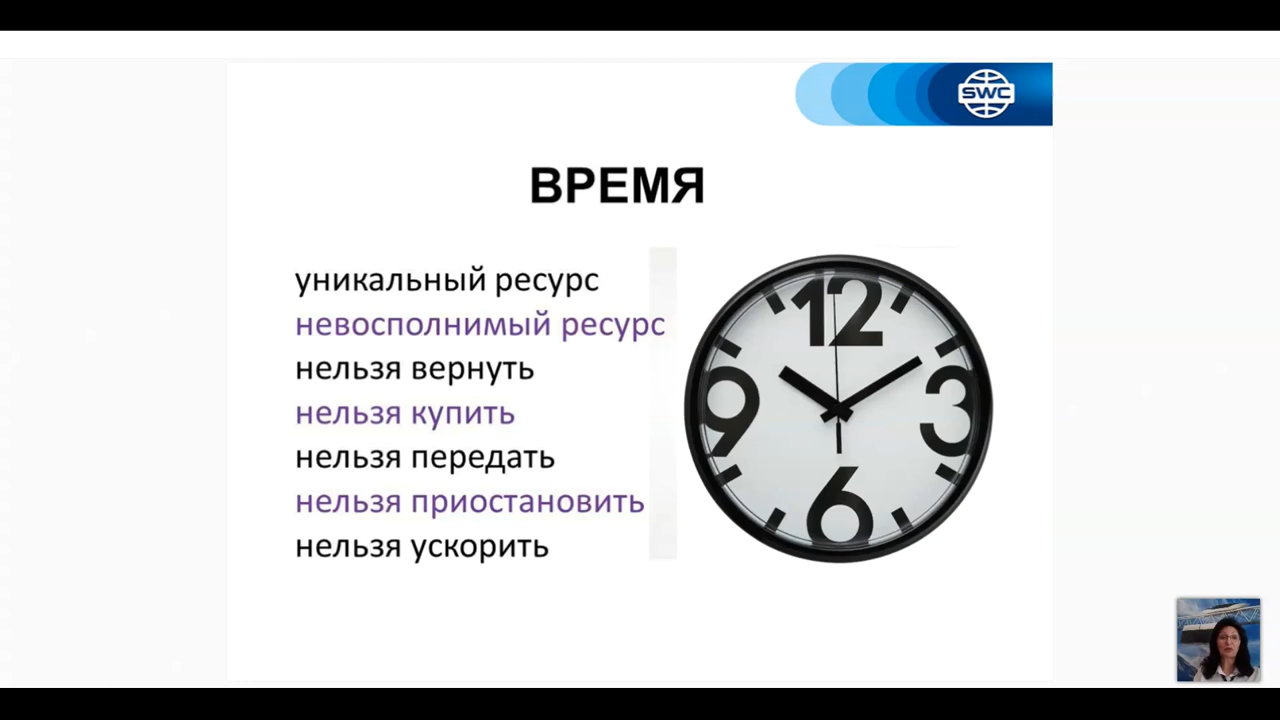 SWC
ВРЕМЯ
уникальный ресурс
невосполнимый ресурс
нельзя вернуть
нельзя купить
нельзя передать
нельзя приостановить
нельзя ускорить
12
9
3
6